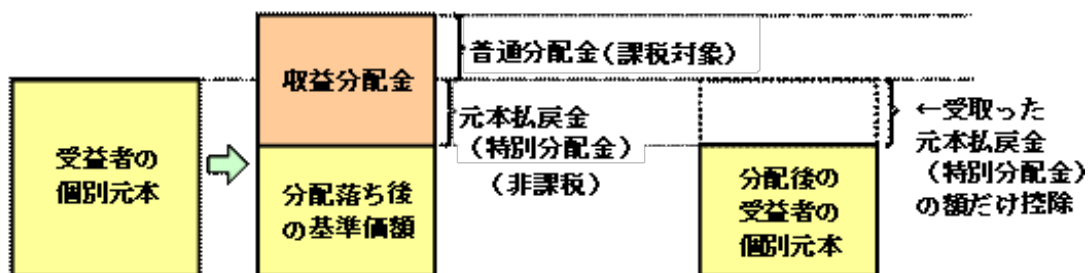 受益者の
個別元本
収益分配金
分配落ち後
の基準価額
普通分配金(課税対象)
元本払戻金
(特別分配金)
(非課税)
分配後の
受益者の
個別元本
←受取った
元本払戻金
(特別分配金)
の額だけ控除